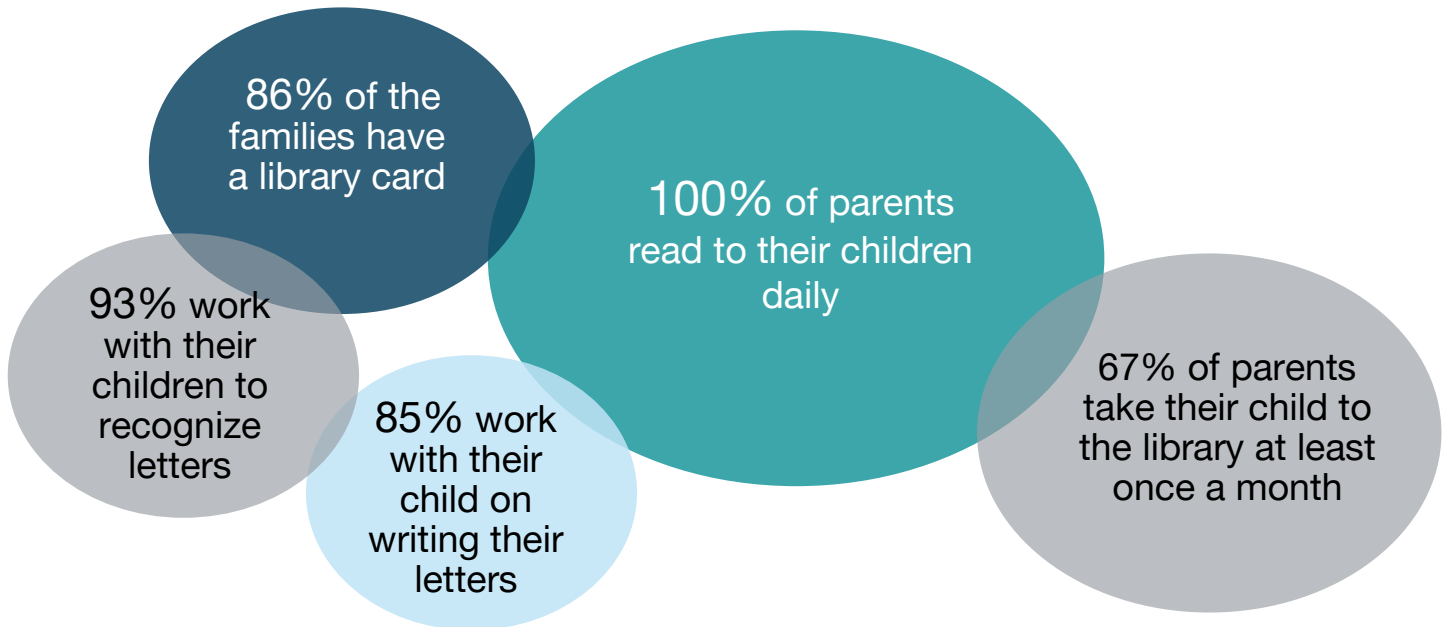 86% of the
families have
a library card
100% of parents
read to their children
daily
93% work
with their
children to
recognize
letters
85% work
with their
child on
writing their
letters
67% of parents
take their child to
the library at least
once a month